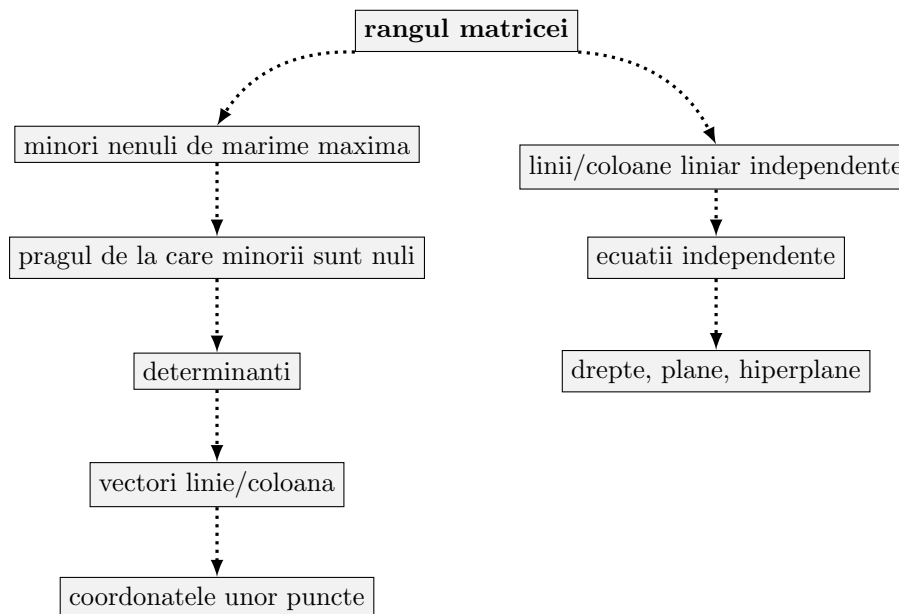 rangul matricei
minori nenuli de marime maxima
linii/coloane liniar independente
pragul de la care minorii sunt nuli
ecuatii independente
determinanti
drepte, plane, hiperplane
vectori linie/coloana
coordonatele unor puncte